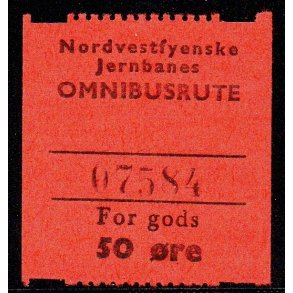 Nordvestfyenske
Jernbanes
OMNIBUSRUTE
07584
For gods
50 øre